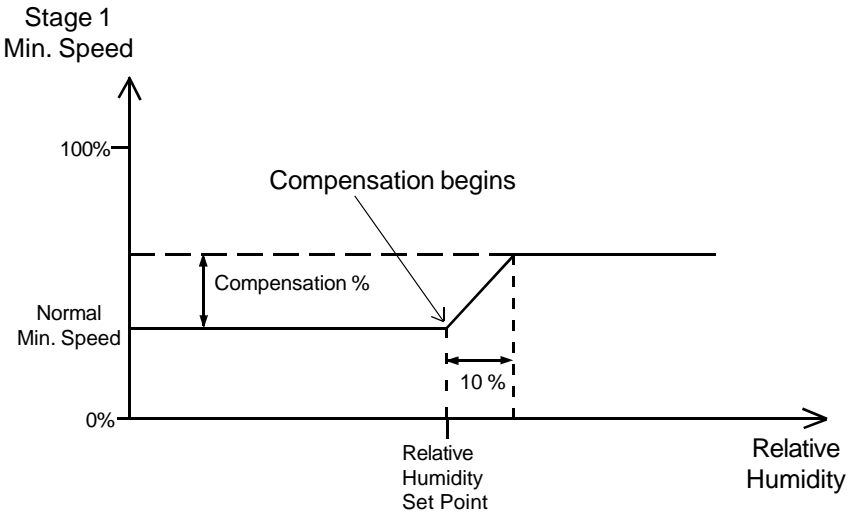 Stage 1
Min. Speed
100%
Compensation begins
Compensation %
Normal
Min. Speed
10 %
0%
Relative
Humidity
Set Point
Relative
Humidity